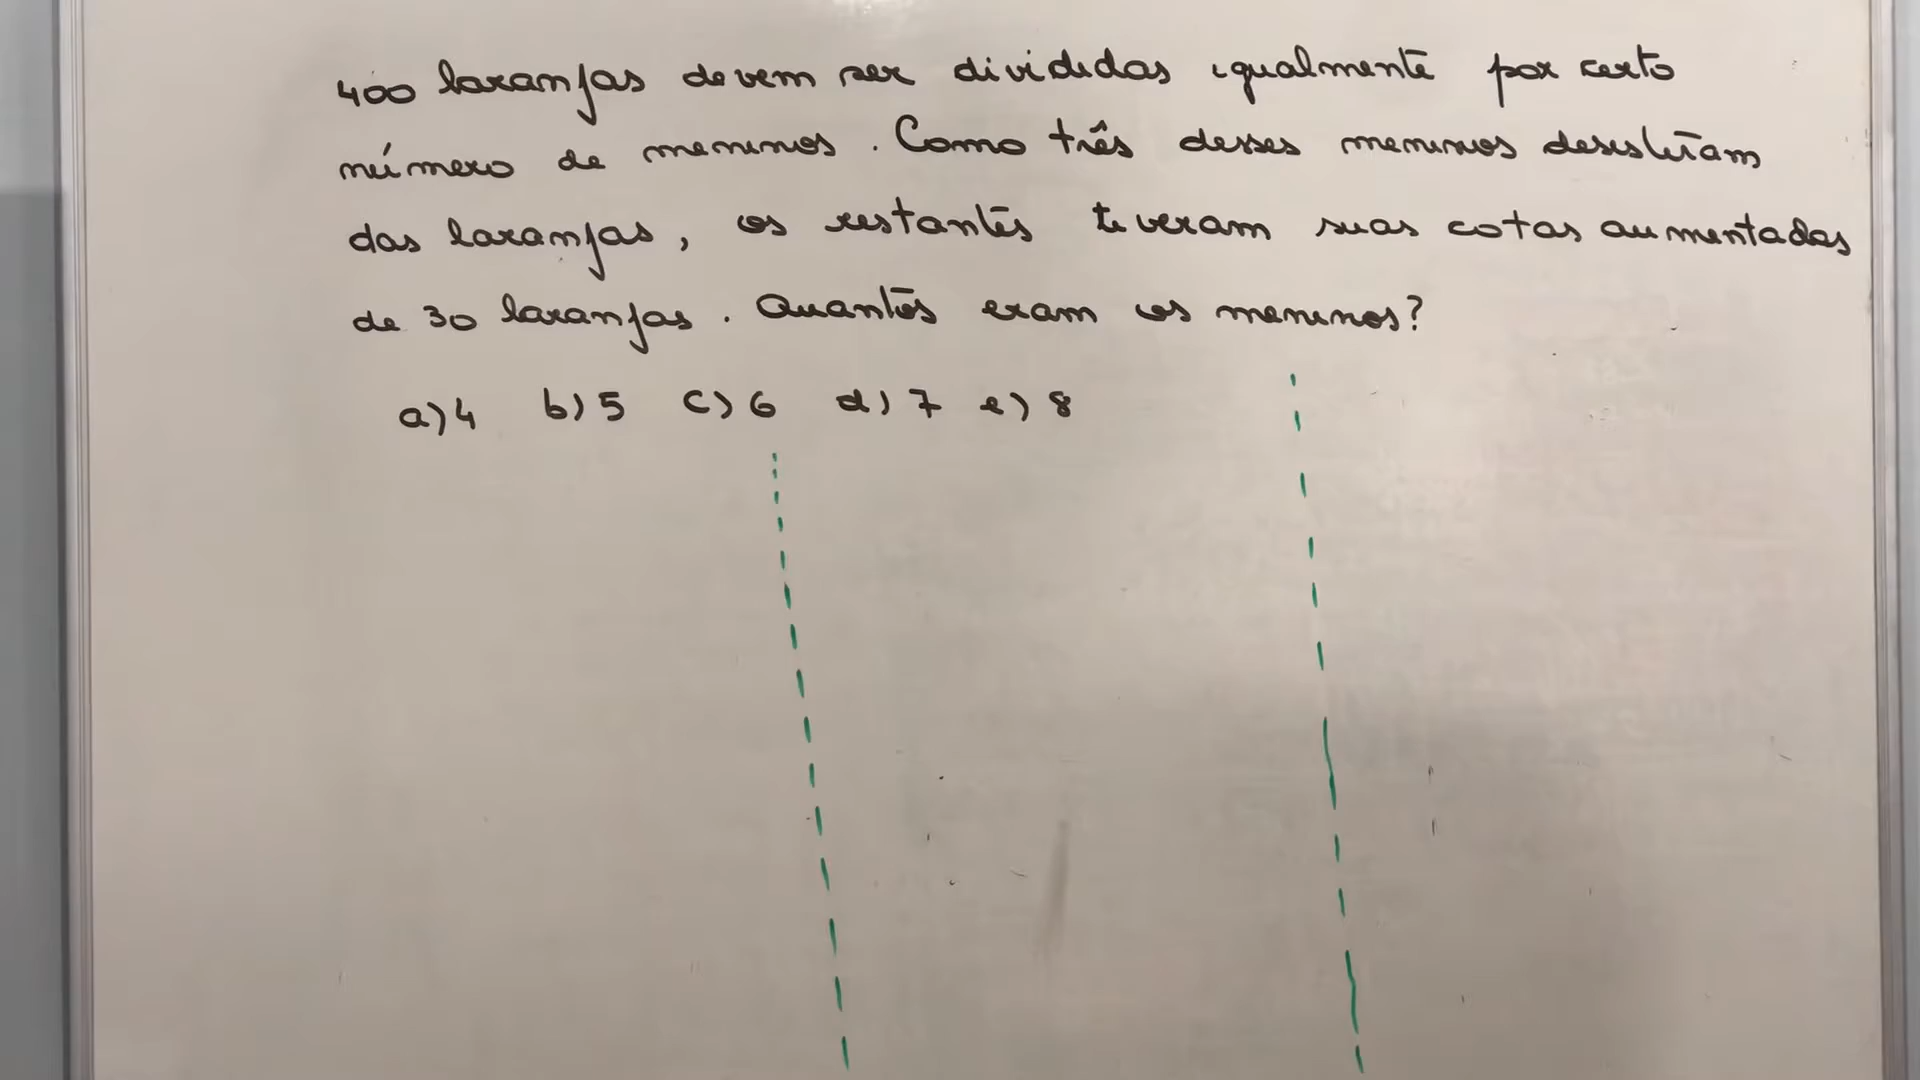 400 laranjas devem ser divididas igualmente por certo
número de meninos. Como três desses meninos desistiram
das laranjas, os restantes tiveram suas cotas aumentadas
de 30 laranjas. Quantos eram os meninos?
a) 4 b) 5 c) 6 d) 7 e) 8